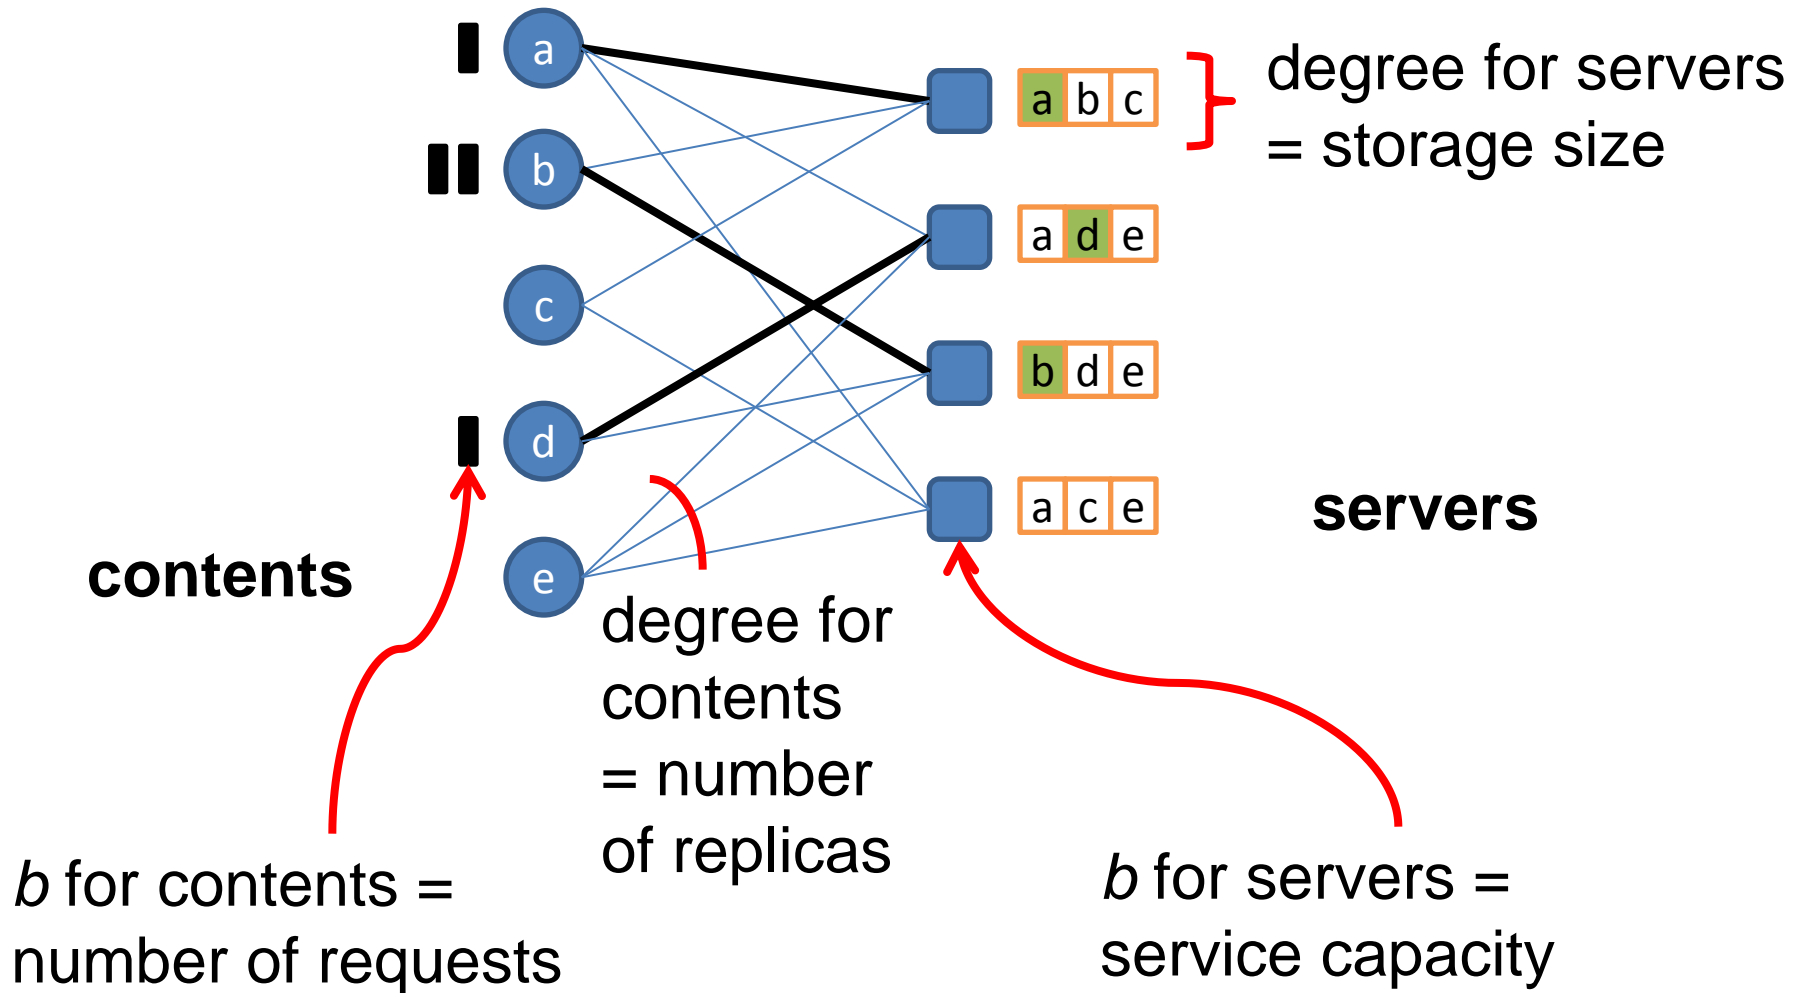 a
b
c
d
e
a b c
a d e
b d e
a c e
degree for servers
= storage size
servers
contents
degree for
contents
= number
of replicas
b for contents =
number of requests
b for servers =
service capacity